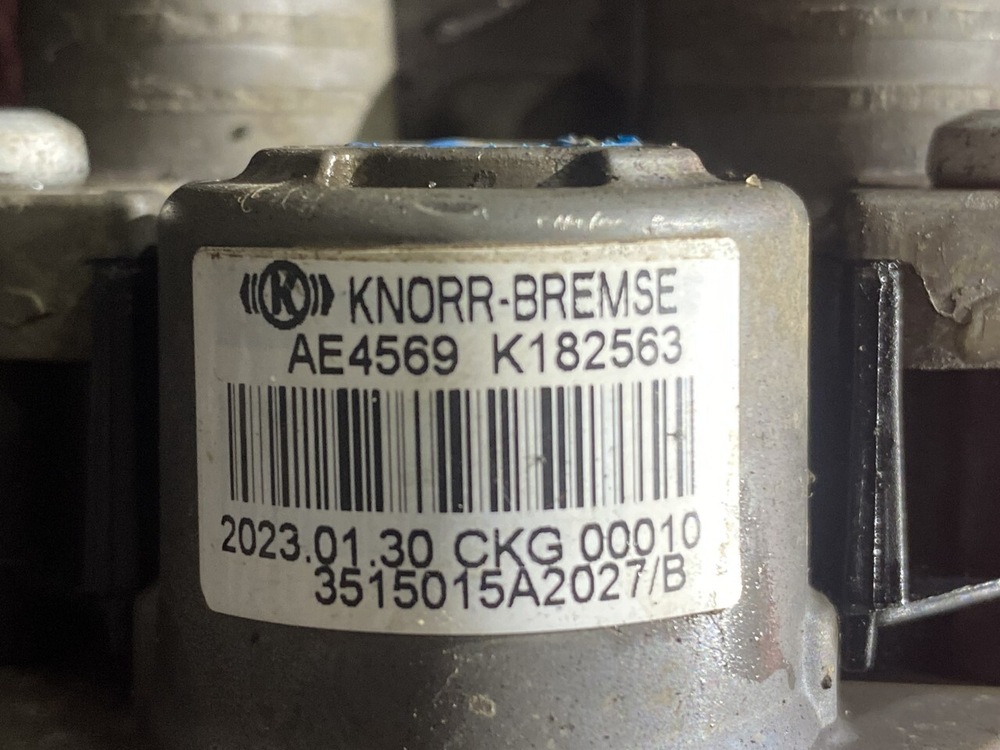 K KNORR-BREMSE
AE4569 K182563
2023.01.30 CKG 00010
3515015A2027/B